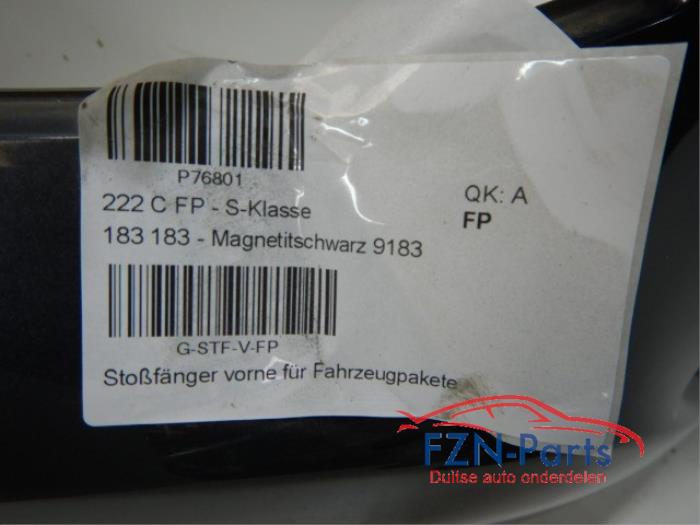 P76801
222 C FP - S-Klasse
183 183 - Magnetitschwarz 9183
QK: A
FP
G-STF-V-FP
Stoßfänger vorne für Fahrzeugpakete
FZN-Parts
Duitse auto onderdelen